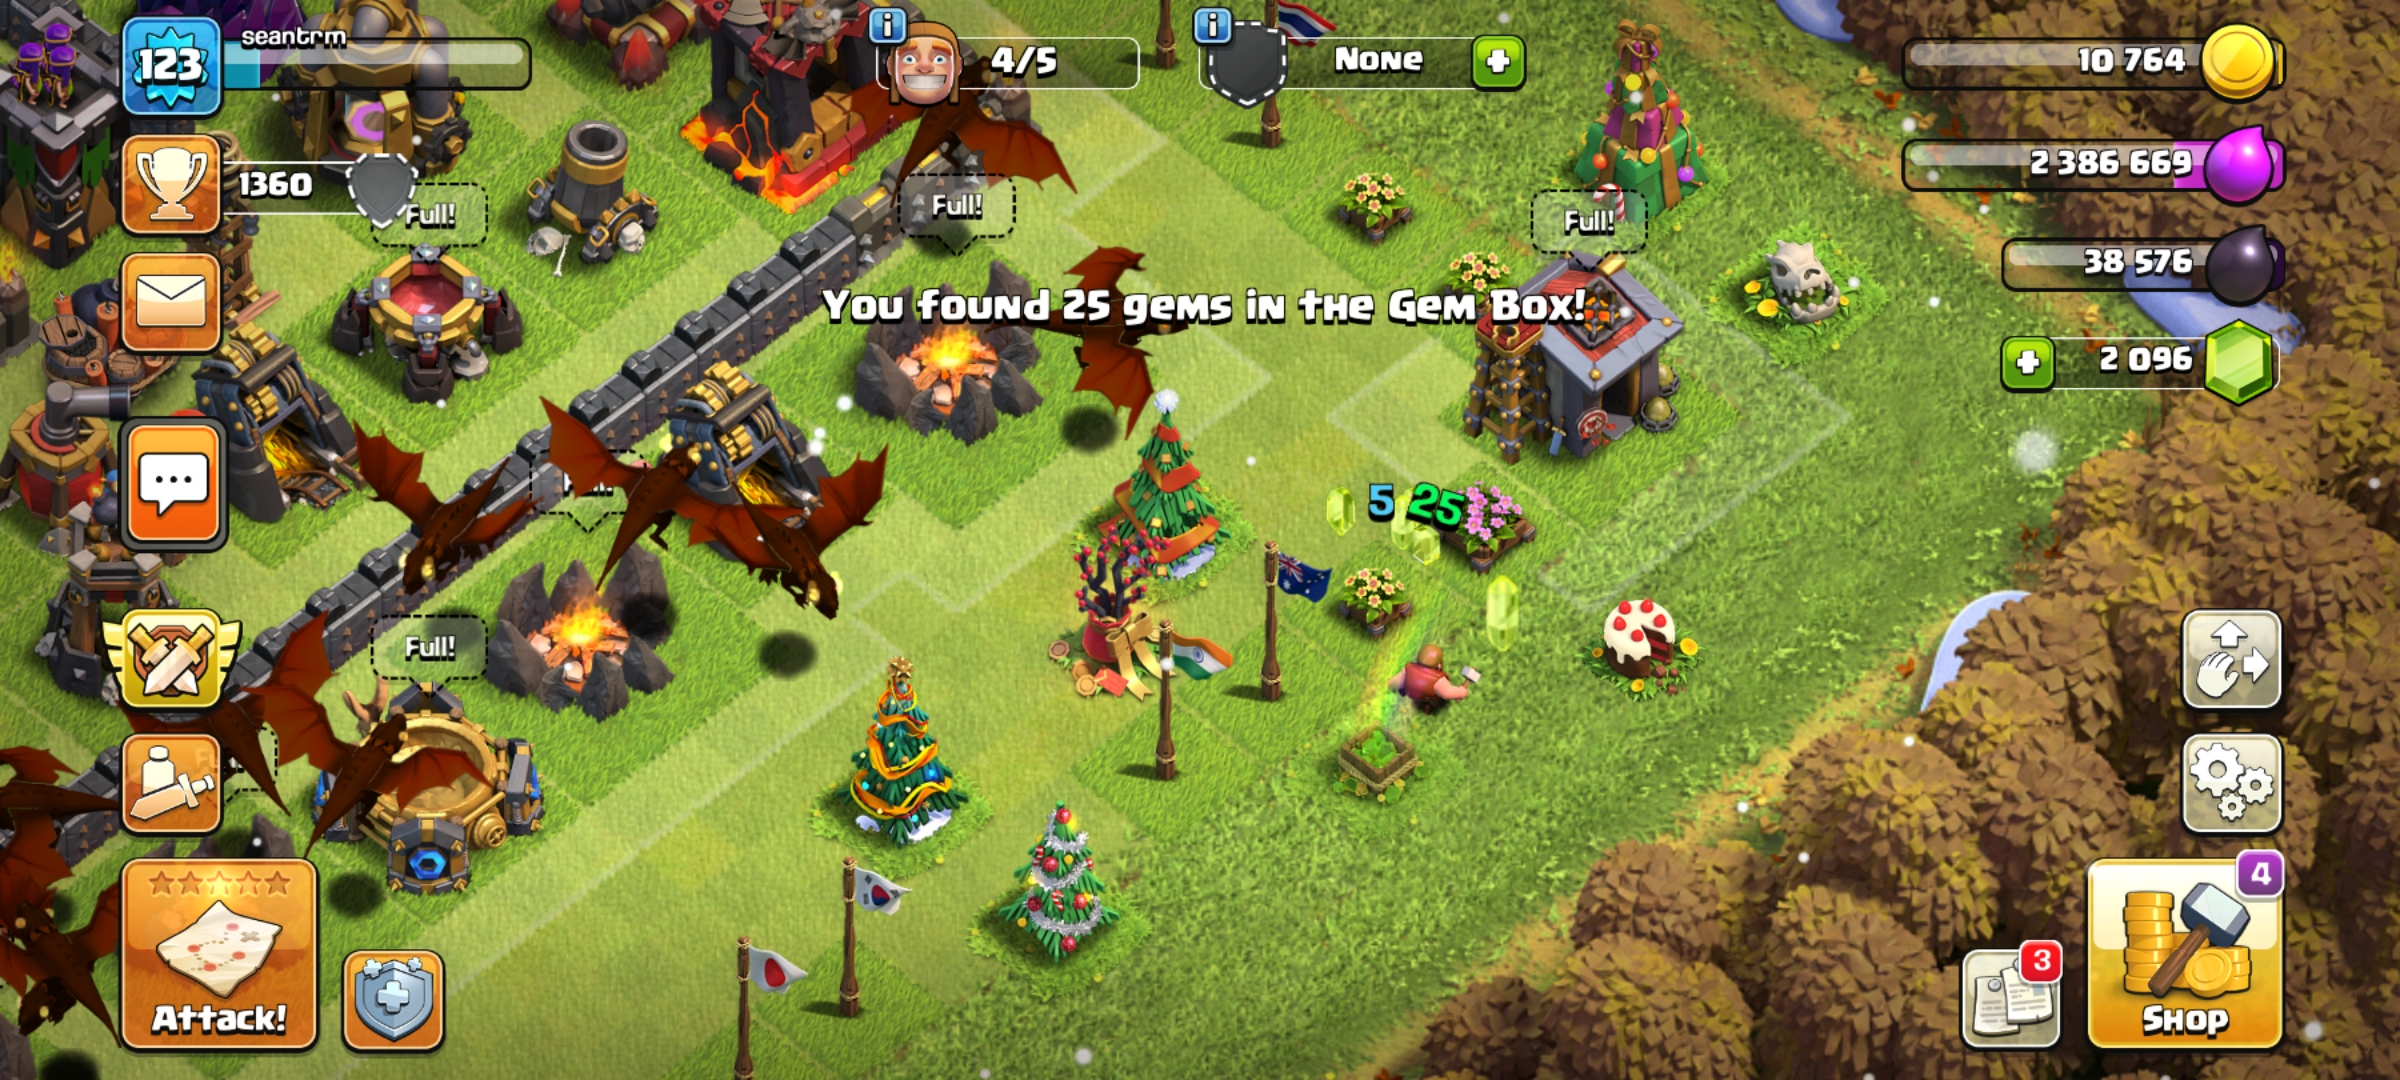 123
seantrm
4/5
None
10 764
1360
Full!
Full!
Full!
2 386 669
38 576
You found 25 gems in the Gem Box!
2 096
5 25
Full!
4
3
Attack!
Shop